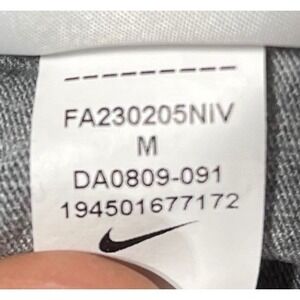 ---------
FA230205NIV
M
DA0809-091
194501677172